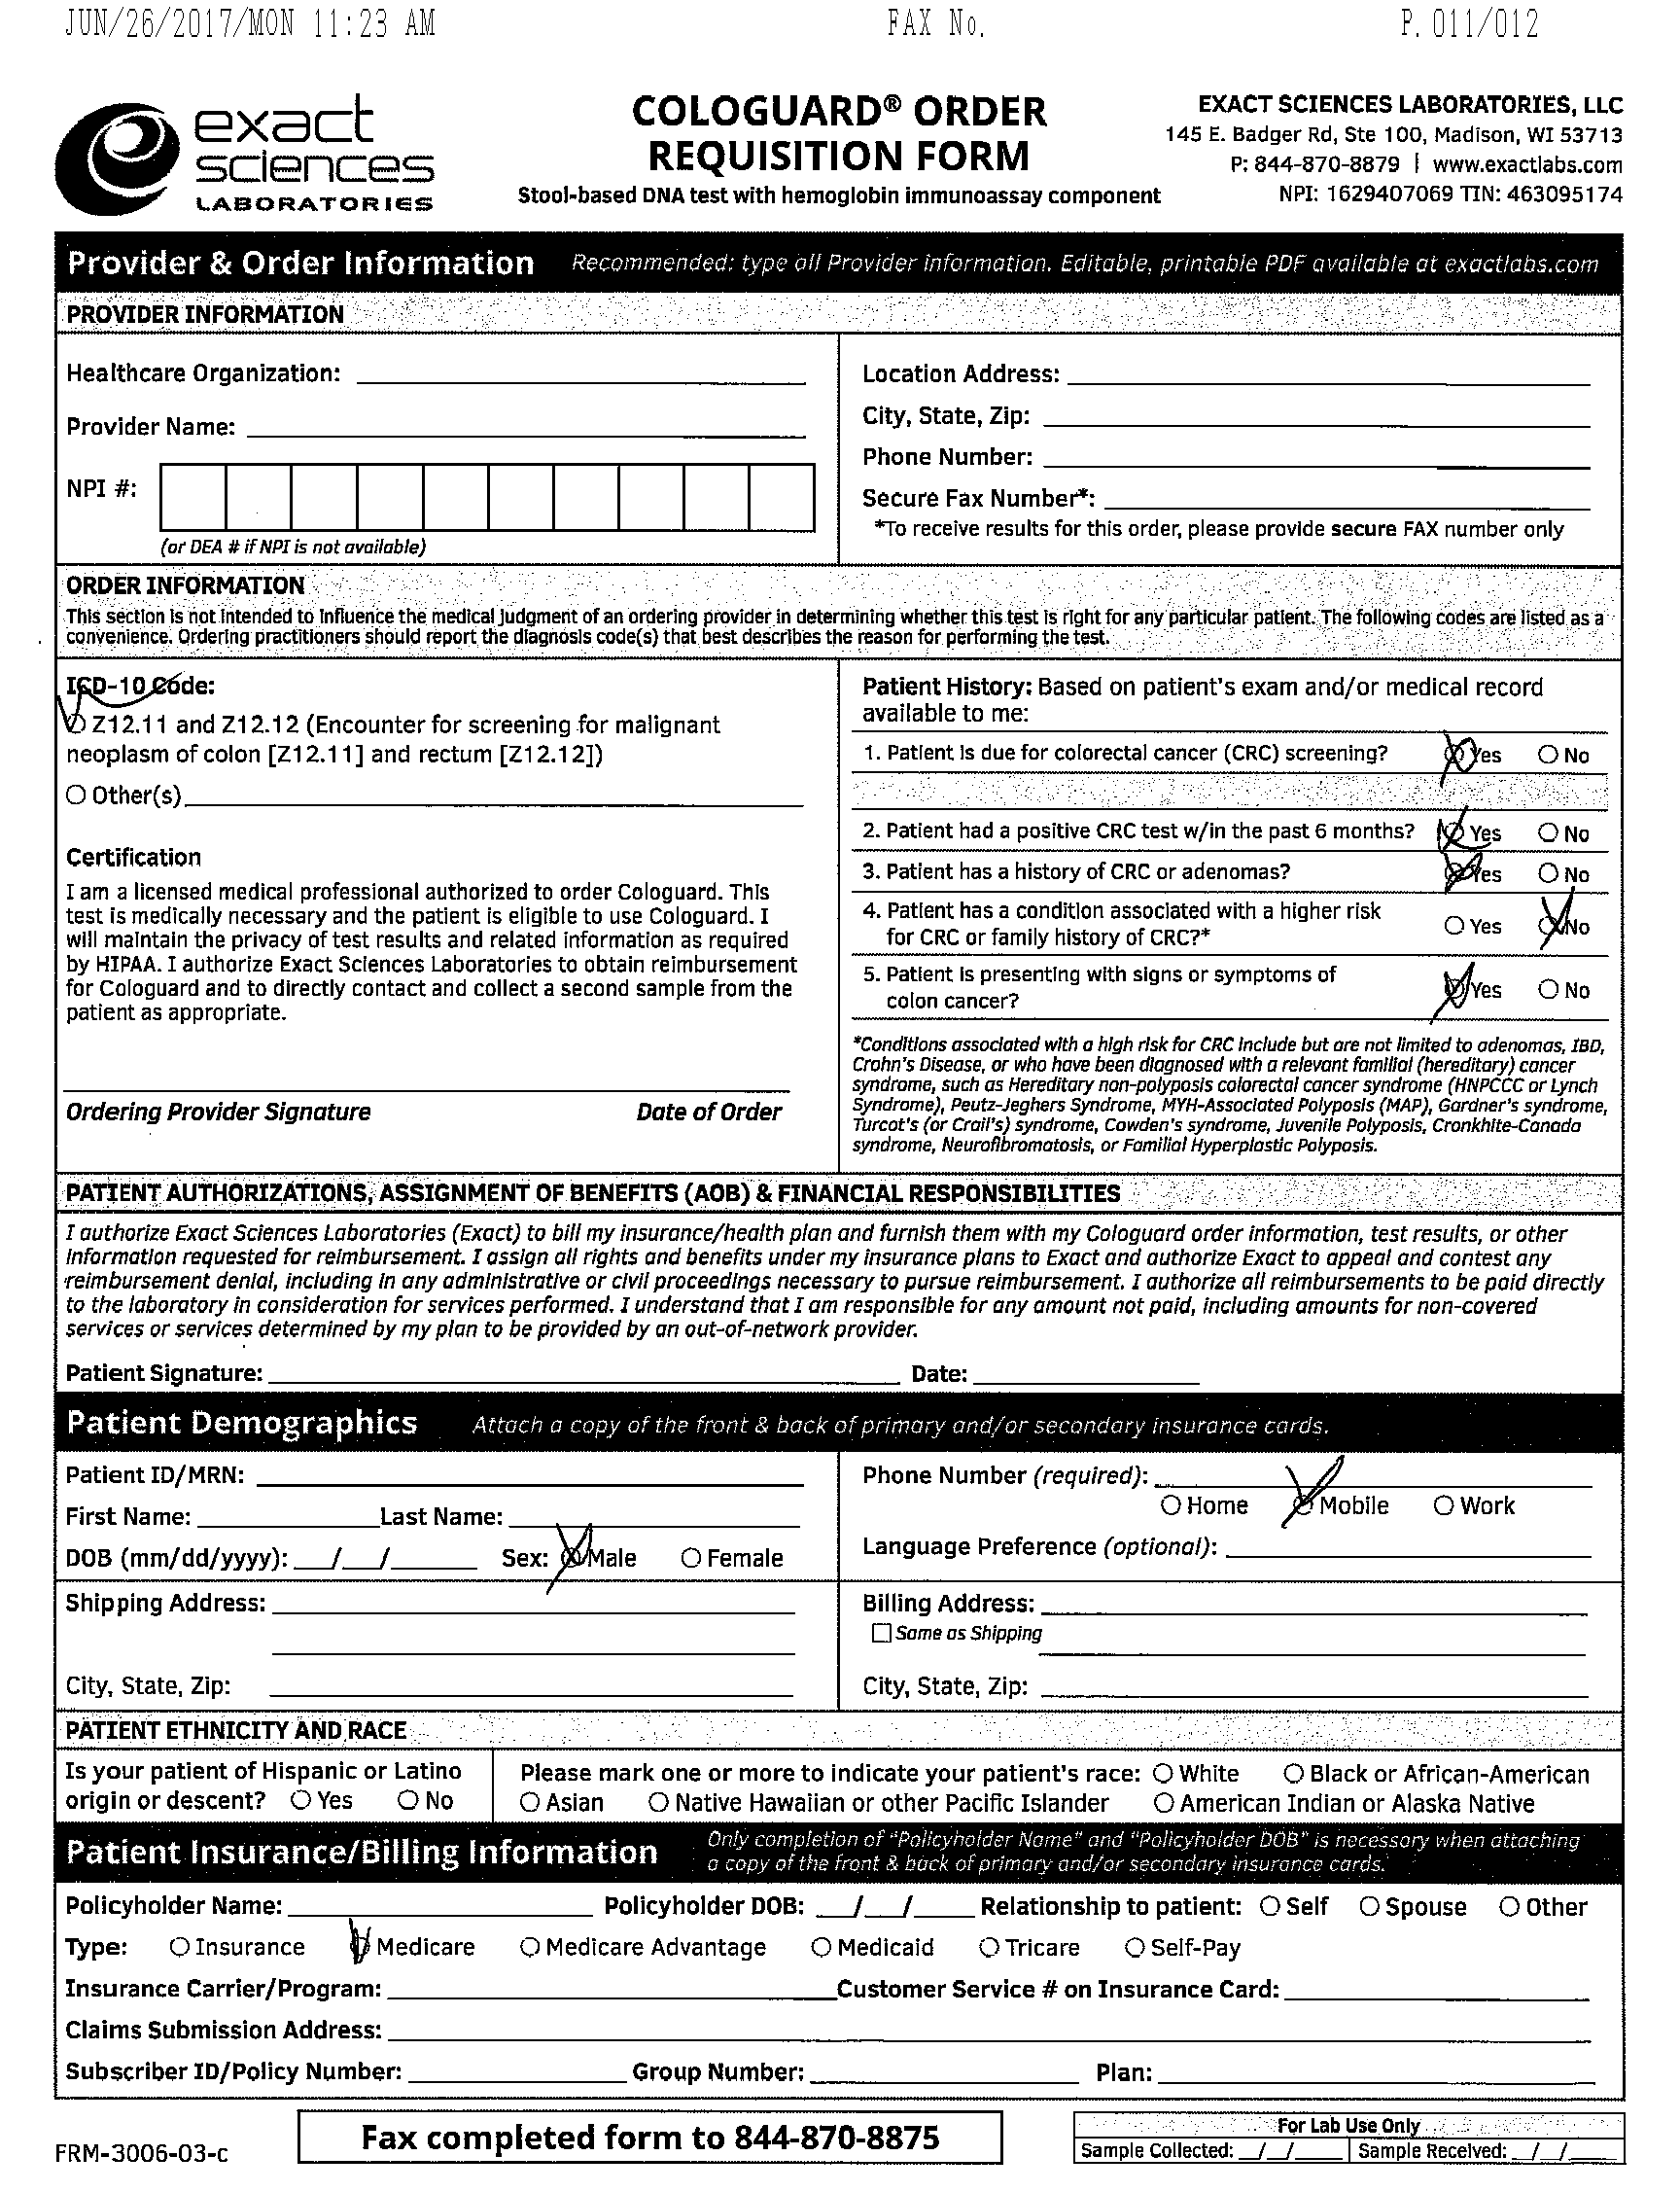 JUN/26/2017/MON 11:23 AM FAX No. P. 011/012
exact
sciences
LABORATORIES
COLOGUARD® ORDER
REQUISITION FORM
Stool-based DNA test with hemoglobin immunoassay component
EXACT SCIENCES LABORATORIES, LLC
145 E. Badger Rd, Ste 100, Madison, WI 53713
P: 844-870-8879 | www.exactlabs.com
NPI: 1629407069 TIN: 463095174
Provider & Order Information Recommended: type all Provider information. Editable, printable PDF available at exactlabs.com
PROVIDER INFORMATION
Healthcare Organization:
Provider Name:
NPI #:
(or DEA # if NPI is not available)
Location Address:
City, State, Zip:
Phone Number:
Secure Fax Number*:
*To receive results for this order, please provide secure FAX number only
ORDER INFORMATION
This section is not intended to influence the medical judgment of an ordering provider in determining whether this test is right for any particular patient. The following codes are listed as a
convenience. Ordering practitioners should report the diagnosis code(s) that best describes the reason for performing the test.
ICD-10 Code:
Z12.11 and Z12.12 (Encounter for screening for malignant
neoplasm of colon [Z12.11] and rectum [Z12.12])
Other(s)
Certification
I am a licensed medical professional authorized to order Cologuard. This
test is medically necessary and the patient is eligible to use Cologuard. I
will maintain the privacy of test results and related information as required
by HIPAA. I authorize Exact Sciences Laboratories to obtain reimbursement
for Cologuard and to directly contact and collect a second sample from the
patient as appropriate.
Ordering Provider Signature Date of Order
Patient History: Based on patient's exam and/or medical record
available to me:
1. Patient is due for colorectal cancer (CRC) screening? Yes No
2. Patient had a positive CRC test w/in the past 6 months? Yes No
3. Patient has a history of CRC or adenomas? Yes No
4. Patient has a condition associated with a higher risk
for CRC or family history of CRC?* Yes No
5. Patient is presenting with signs or symptoms of
colon cancer? Yes No
*Conditions associated with a high risk for CRC include but are not limited to adenomas, IBD,
Crohn's Disease, or who have been diagnosed with a relevant familial (hereditary) cancer
syndrome, such as Hereditary non-polyposis colorectal cancer syndrome (HNPCCC or Lynch
Syndrome), Peutz-Jeghers Syndrome, MYH-Associated Polyposis (MAP), Gardner's syndrome,
Turcot's (or Crail's) syndrome, Cowden's syndrome, Juvenile Polyposis, Cronkhite-Canada
syndrome, Neurofibromatosis, or Familial Hyperplastic Polyposis.
PATIENT AUTHORIZATIONS, ASSIGNMENT OF BENEFITS (AOB) & FINANCIAL RESPONSIBILITIES
I authorize Exact Sciences Laboratories (Exact) to bill my insurance/health plan and furnish them with my Cologuard order information, test results, or other
information requested for reimbursement. I assign all rights and benefits under my insurance plans to Exact and authorize Exact to appeal and contest any
reimbursement denial, including in any administrative or civil proceedings necessary to pursue reimbursement. I authorize all reimbursements to be paid directly
to the laboratory in consideration for services performed. I understand that I am responsible for any amount not paid, including amounts for non-covered
services or services determined by my plan to be provided by an out-of-network provider.
Patient Signature: Date:
Patient Demographics Attach a copy of the front & back of primary and/or secondary insurance cards.
Patient ID/MRN:
First Name: Last Name:
DOB (mm/dd/yyyy): / / Sex: Male Female
Phone Number (required):
Home Mobile Work
Language Preference (optional):
Shipping Address:
City, State, Zip:
Billing Address:
Same as Shipping
City, State, Zip:
PATIENT ETHNICITY AND RACE
Is your patient of Hispanic or Latino
origin or descent? Yes No
Please mark one or more to indicate your patient's race: White Black or African-American
Asian Native Hawaiian or other Pacific Islander American Indian or Alaska Native
Patient Insurance/Billing Information Only completion of "Policyholder Name" and "Policyholder DOB" is necessary when attaching
a copy of the front & back of primary and/or secondary insurance cards.
Policyholder Name: Policyholder DOB: / / Relationship to patient: Self Spouse Other
Type: Insurance Medicare Medicare Advantage Medicaid Tricare Self-Pay
Insurance Carrier/Program: Customer Service # on Insurance Card:
Claims Submission Address:
Subscriber ID/Policy Number: Group Number: Plan:
FRM-3006-03-c
Fax completed form to 844-870-8875
For Lab Use Only
Sample Collected: / / Sample Received: / /